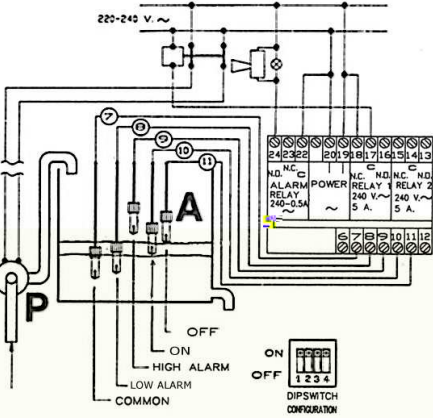 220-240 V. ~
7
8
9
10
11
A
P
24 23 22 20 19 18 17 16 15 14 13
N.C. N.C. N.D. N.C. N.D.
N.O. C C C
ALARM POWER RELAY 1 RELAY 2
RELAY 240 V.~ 240 V.~
240-0.5A ~ 5 A. 5 A.
~
6 7 8 9 10 11 12
OFF
ON
HIGH ALARM
LOW ALARM
COMMON
ON
OFF
1 2 3 4
DIPSWITCH
CONFIGURATION